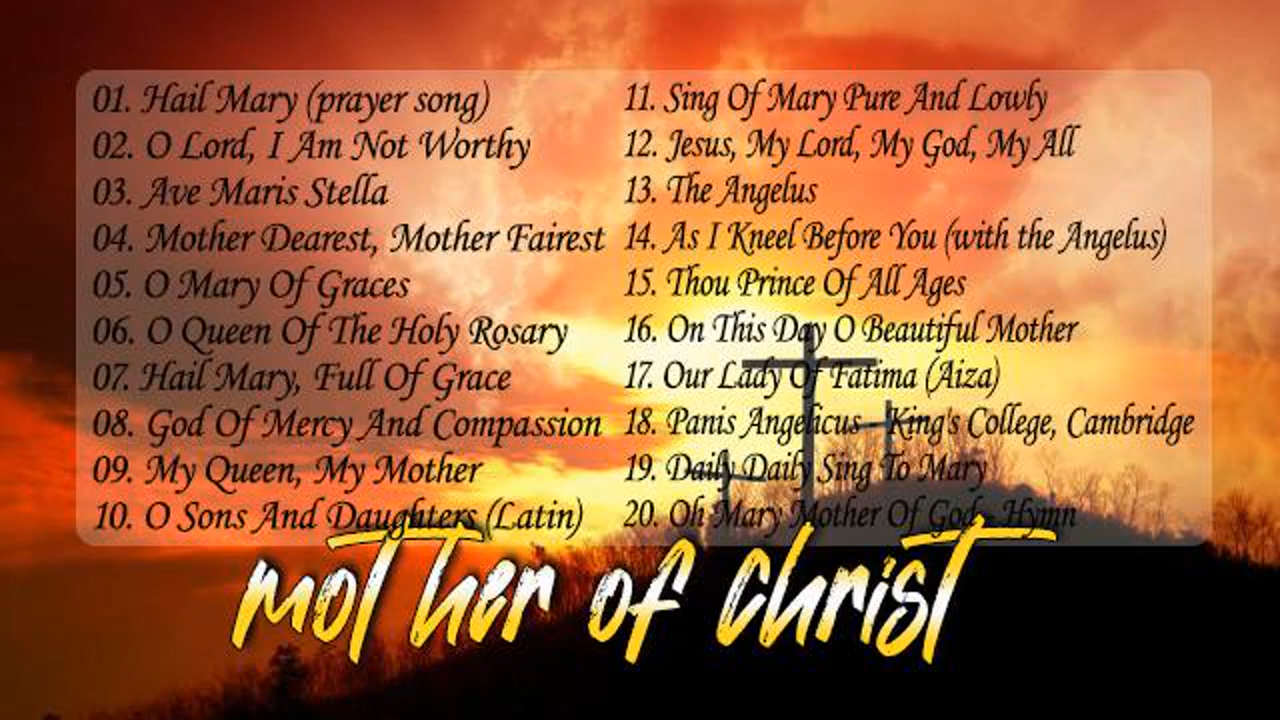 01. Hail Mary (prayer song)
02. O Lord, I Am Not Worthy
03. Ave Maris Stella
04. Mother Dearest, Mother Fairest
05. O Mary Of Graces
06. O Queen Of The Holy Rosary
07. Hail Mary, Full Of Grace
08. God Of Mercy And Compassion
09. My Queen, My Mother
10. O Sons And Daughters (Latin)
11. Sing Of Mary Pure And Lowly
12. Jesus, My Lord, My God, My All
13. The Angelus
14. As I Kneel Before You (with the Angelus)
15. Thou Prince Of All Ages
16. On This Day O Beautiful Mother
17. Our Lady Of Fatima (Aiza)
18. Panis Angelicus - King's College, Cambridge
19. Daily Daily Sing To Mary
20. Oh Mary Mother Of God - Hymn
mother of christ